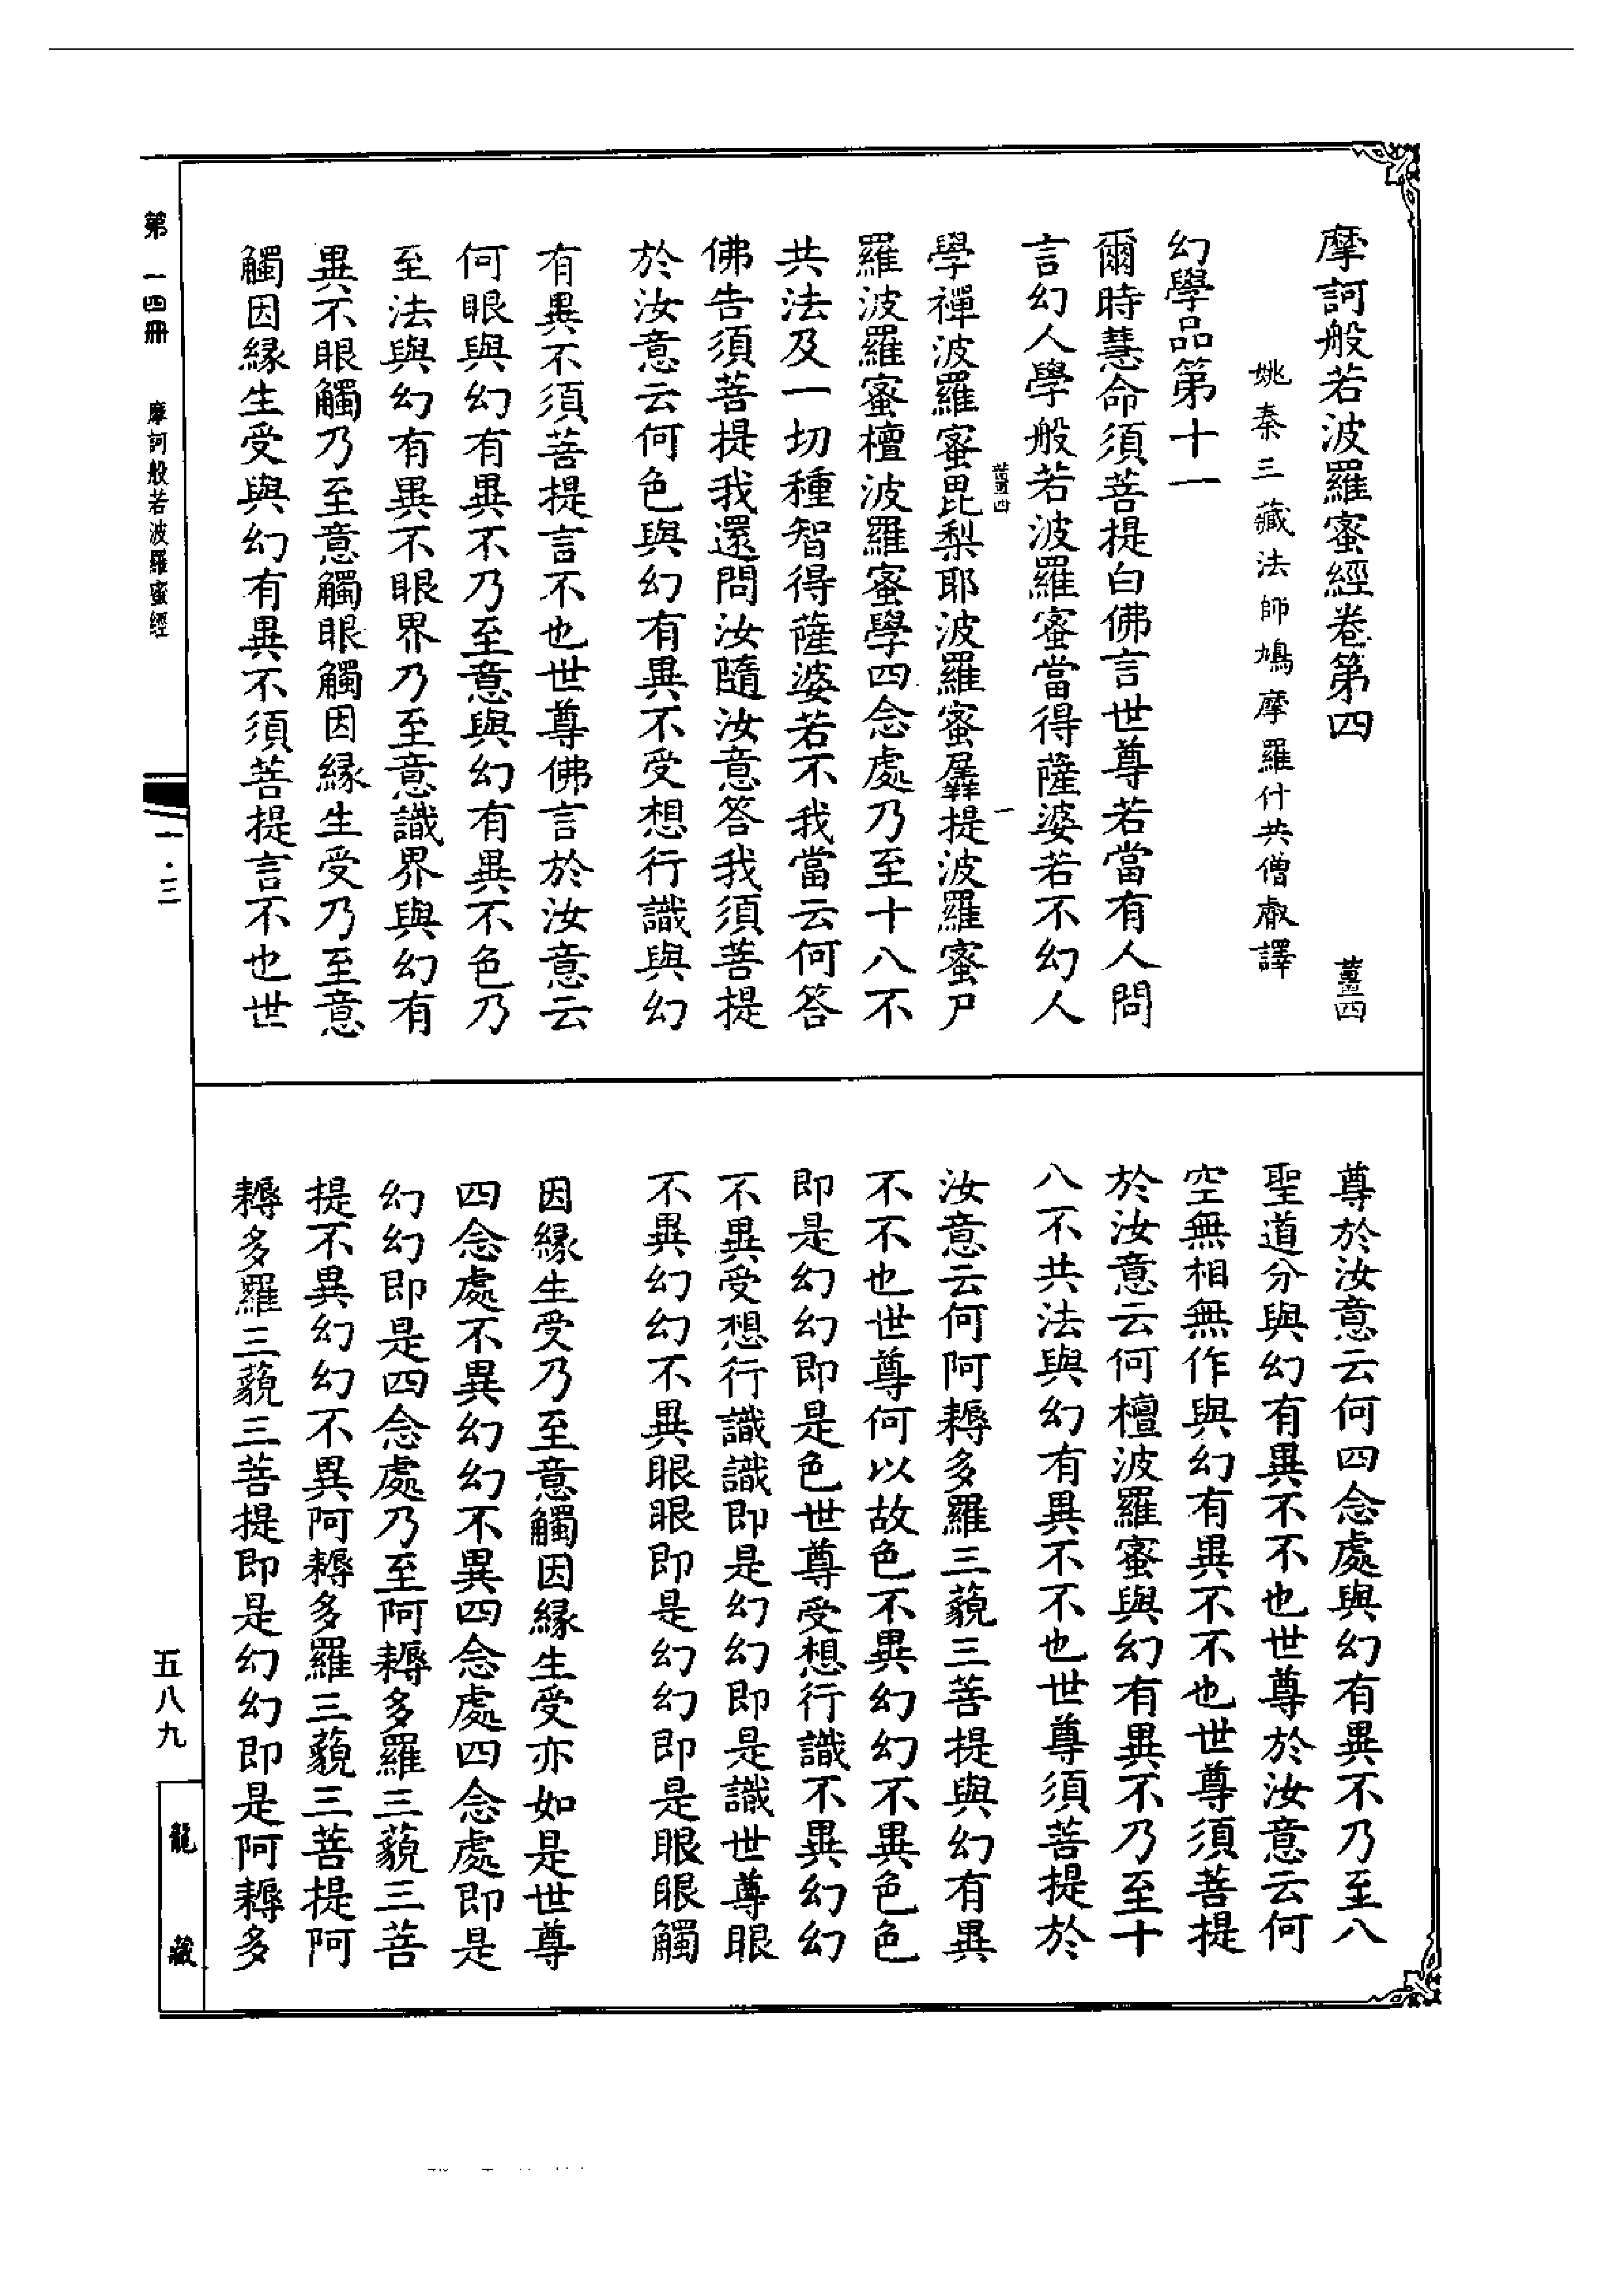 摩訶般若波羅蜜經卷第四 薑四
姚秦三藏法師鳩摩羅什共僧叡譯
幻學品第十一
爾時慧命須菩提白佛言世尊若當有人問
言幻人學般若波羅蜜當得薩婆若不幻人
薑四 一
學禪波羅蜜毘梨耶波羅蜜羼提波羅蜜尸
羅波羅蜜檀波羅蜜學四念處乃至十八不
共法及一切種智得薩婆若不我當云何答
佛告須菩提我還問汝隨汝意答我須菩提
於汝意云何色與幻有異不受想行識與幻
有異不須菩提言不也世尊佛言於汝意云
何眼與幻有異不乃至意與幻有異不色乃
至法與幻有異不眼界乃至意識界與幻有
異不眼觸乃至意觸眼觸因緣生受乃至意
觸因緣生受與幻有異不須菩提言不也世
尊於汝意云何四念處與幻有異不乃至八
聖道分與幻有異不不也世尊於汝意云何
空無相無作與幻有異不不也世尊須菩提
於汝意云何檀波羅蜜與幻有異不乃至十
八不共法與幻有異不不也世尊須菩提於
汝意云何阿耨多羅三藐三菩提與幻有異
不不也世尊何以故色不異幻幻不異色色
即是幻幻即是色世尊受想行識不異幻幻
不異受想行識識即是幻幻即是識世尊眼
不異幻幻不異眼眼即是幻幻即是眼眼觸
因緣生受乃至意觸因緣生受亦如是世尊
四念處不異幻幻不異四念處四念處即是
幻幻即是四念處乃至阿耨多羅三藐三菩
提不異幻幻不異阿耨多羅三藐三菩提阿
耨多羅三藐三菩提即是幻幻即是阿耨多
第一四冊 摩訶般若波羅蜜經
一·三
五八九
龍藏